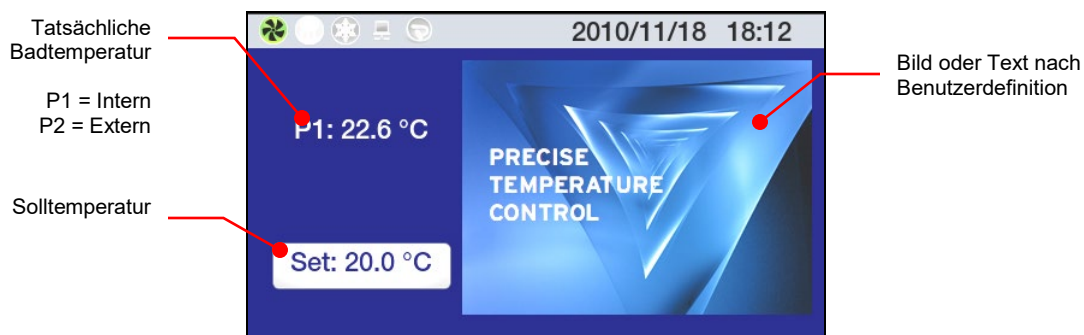 Tatsächliche
Badtemperatur
P1 = Intern
P2 = Extern
Solltemperatur
2010/11/18 18:12
P1: 22.6 °C
Set: 20.0 °C
PRECISE
TEMPERATURE
CONTROL
Bild oder Text nach
Benutzerdefinition